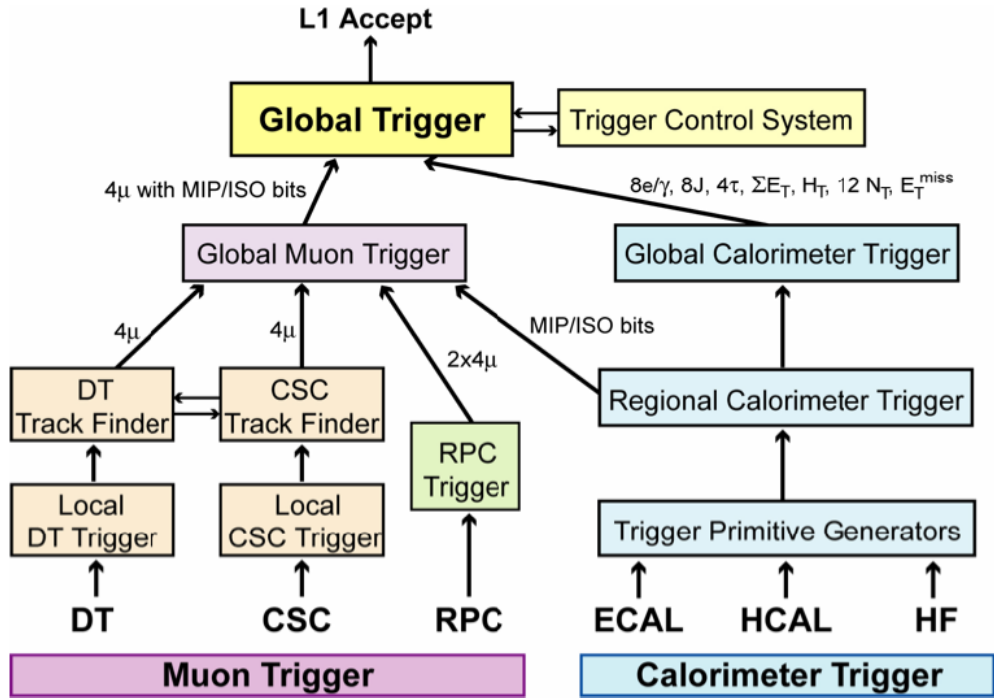 L1 Accept
Global Trigger
Trigger Control System
4μ with MIP/ISO bits
8e/γ, 8J, 4τ, ΣE_T, H_T, 12 N_T, E_T^miss
Global Muon Trigger
Global Calorimeter Trigger
4μ
4μ
2x4μ
MIP/ISO bits
DT
Track Finder
CSC
Track Finder
Regional Calorimeter Trigger
RPC
Trigger
Local
DT Trigger
Local
CSC Trigger
Trigger Primitive Generators
DT
CSC
RPC
ECAL
HCAL
HF
Muon Trigger
Calorimeter Trigger